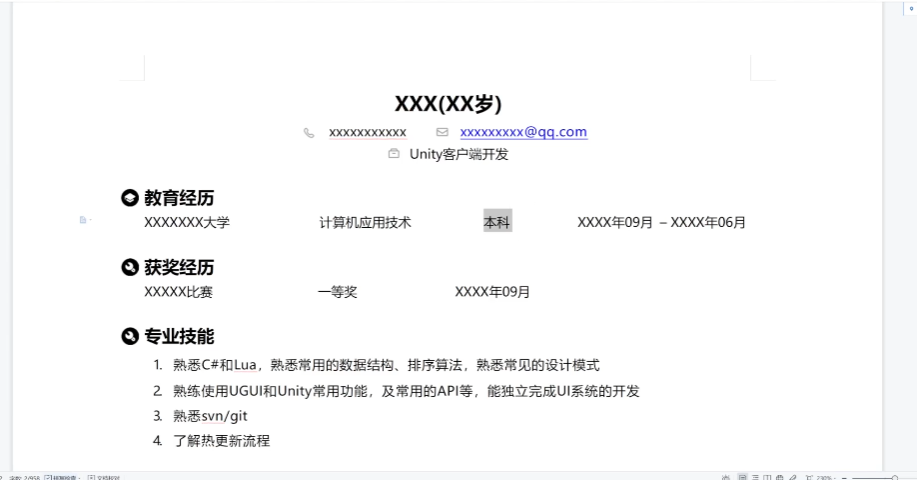 XXX(XX岁)
xxxxxxxxxxx xxxxxxxxx@qq.com
Unity客户端开发
教育经历
XXXXXXX大学 计算机应用技术 本科 XXXX年09月 – XXXX年06月
获奖经历
XXXXX比赛 一等奖 XXXX年09月
专业技能
1. 熟悉C#和Lua，熟悉常用的数据结构、排序算法，熟悉常见的设计模式
2. 熟练使用UGUI和Unity常用功能，及常用的API等，能独立完成UI系统的开发
3. 熟悉svn/git
4. 了解热更新流程